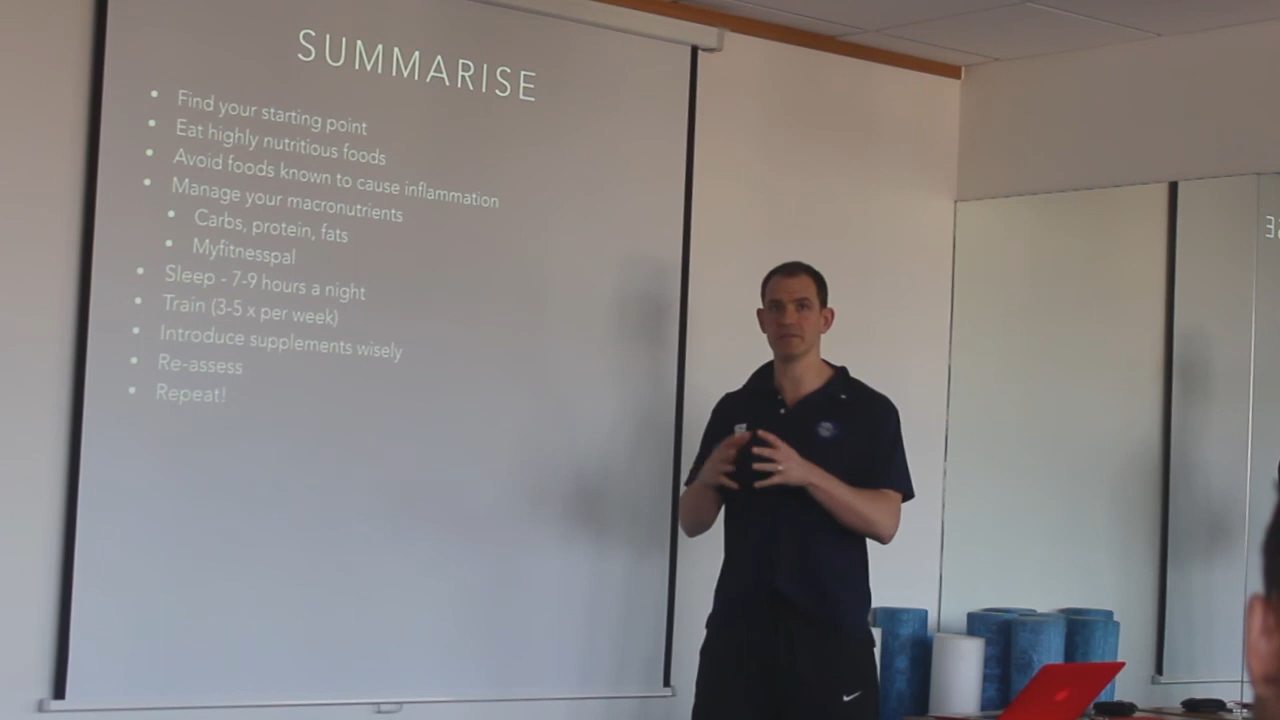 SUMMARISE
• Find your starting point
• Eat highly nutritious foods
• Avoid foods known to cause inflammation
• Manage your macronutrients
• Carbs, protein, fats
• Myfitnesspal
• Sleep - 7-9 hours a night
• Train (3-5 x per week)
• Introduce supplements wisely
• Re-assess
• Repeat!